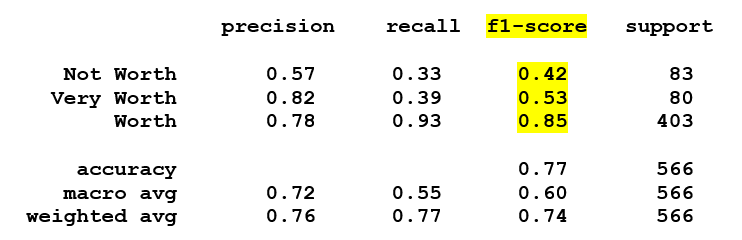 precision recall f1-score support
Not Worth 0.57 0.33 0.42 83
Very Worth 0.82 0.39 0.53 80
Worth 0.78 0.93 0.85 403
accuracy 0.77 566
macro avg 0.72 0.55 0.60 566
weighted avg 0.76 0.77 0.74 566